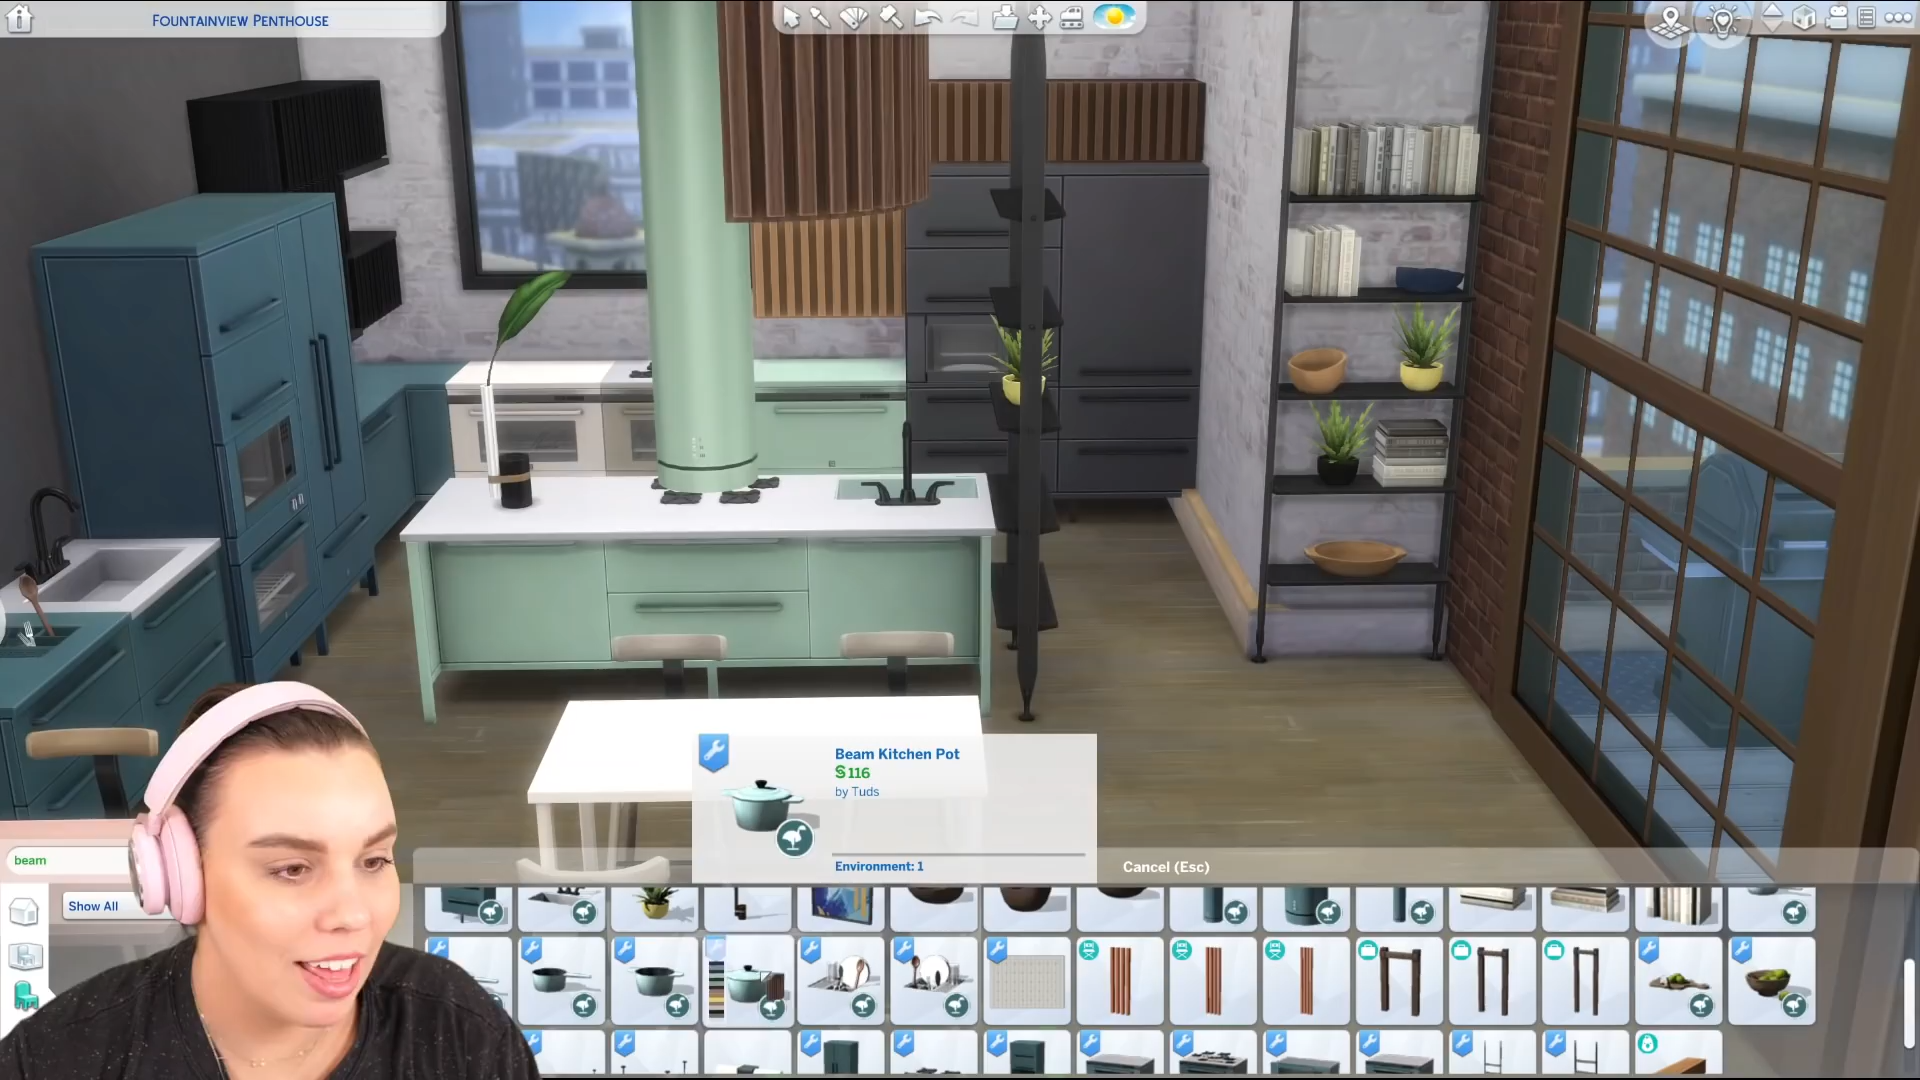 Fountainview Penthouse
Beam Kitchen Pot
§116
by Tuds
Environment: 1
Cancel (Esc)
beam
Show All